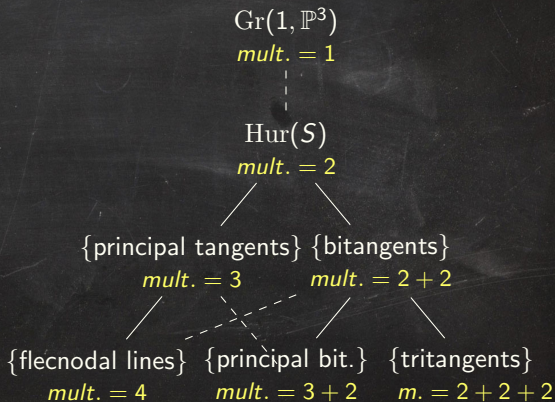 Gr(1, ℙ³)
mult. = 1
Hur(S)
mult. = 2
{principal tangents} {bitangents}
mult. = 3 mult. = 2 + 2
{flecnodal lines} {principal bit.} {tritangents}
mult. = 4 mult. = 3 + 2 m. = 2 + 2 + 2